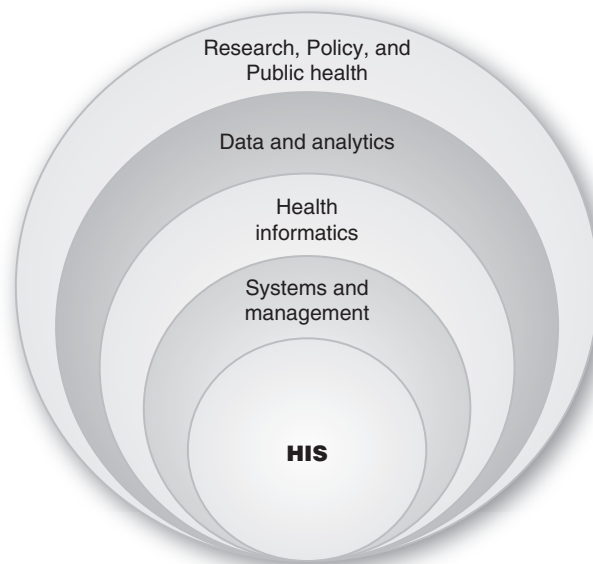 Research, Policy, and
Public health
Data and analytics
Health
informatics
Systems and
management
HIS